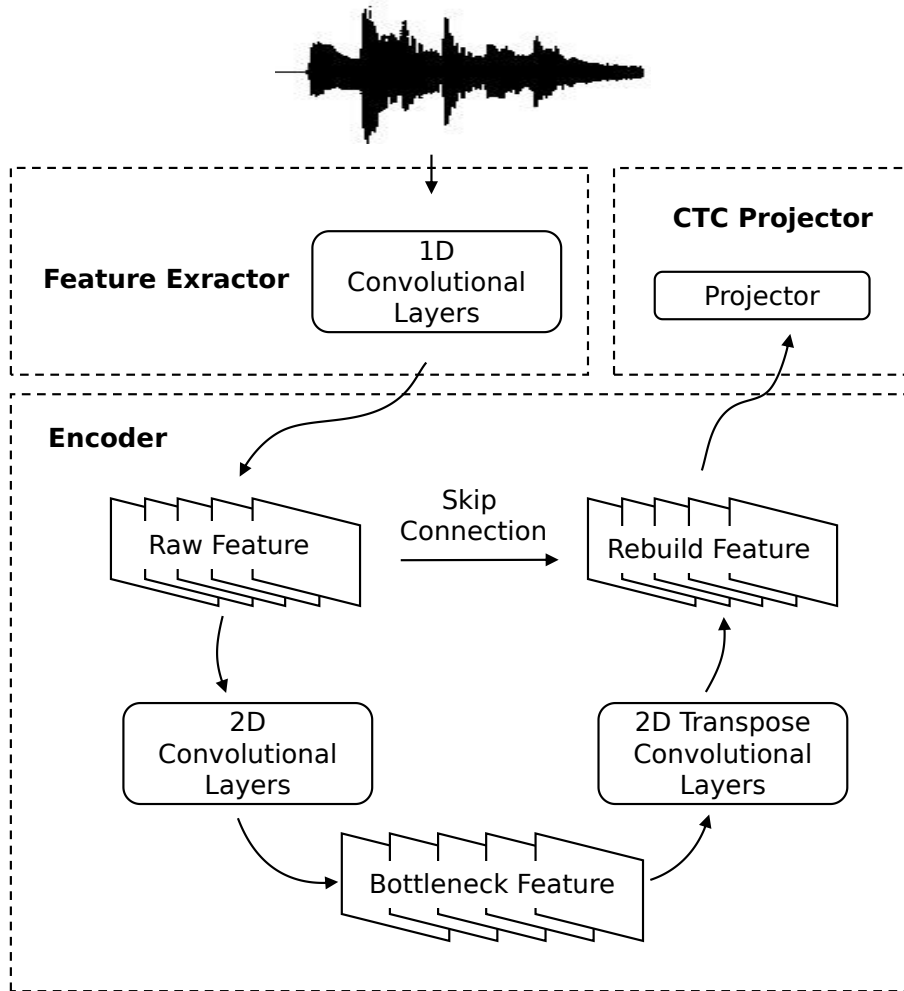 Feature Exractor
1D
Convolutional
Layers
CTC Projector
Projector
Encoder
Raw Feature
Skip
Connection
Rebuild Feature
2D
Convolutional
Layers
2D Transpose
Convolutional
Layers
Bottleneck Feature